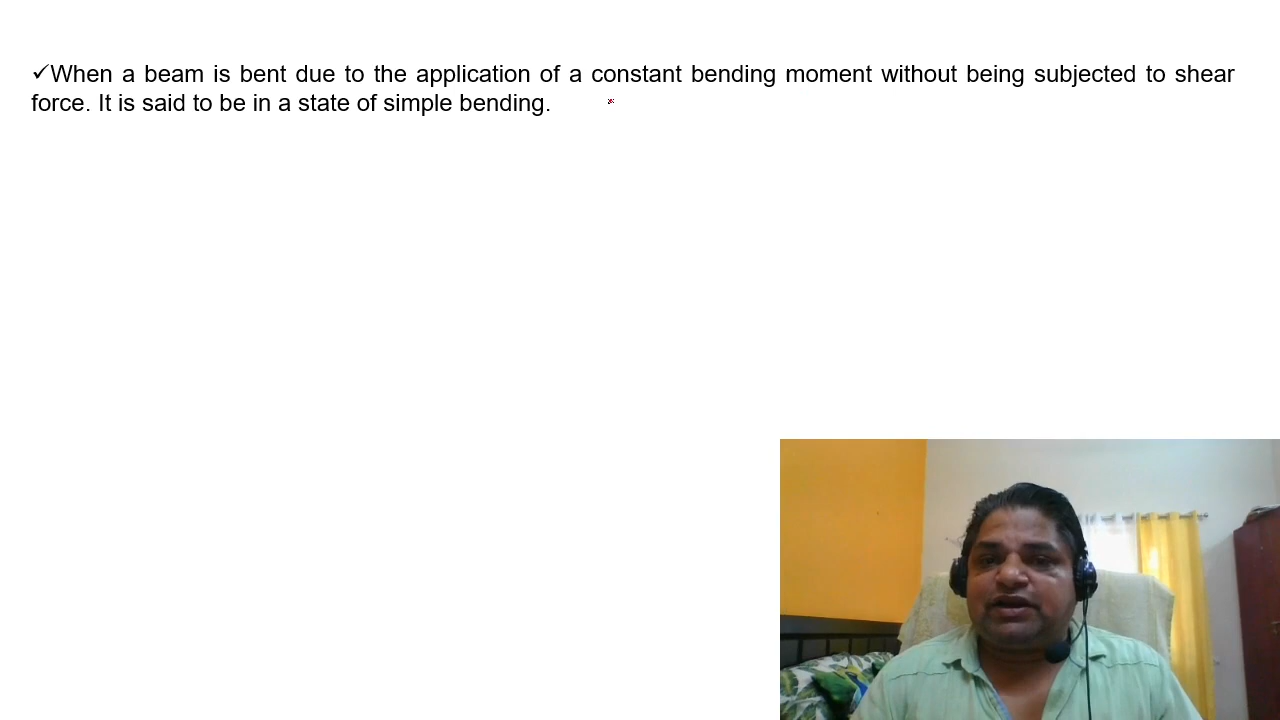 ✓When a beam is bent due to the application of a constant bending moment without being subjected to shear
force. It is said to be in a state of simple bending.